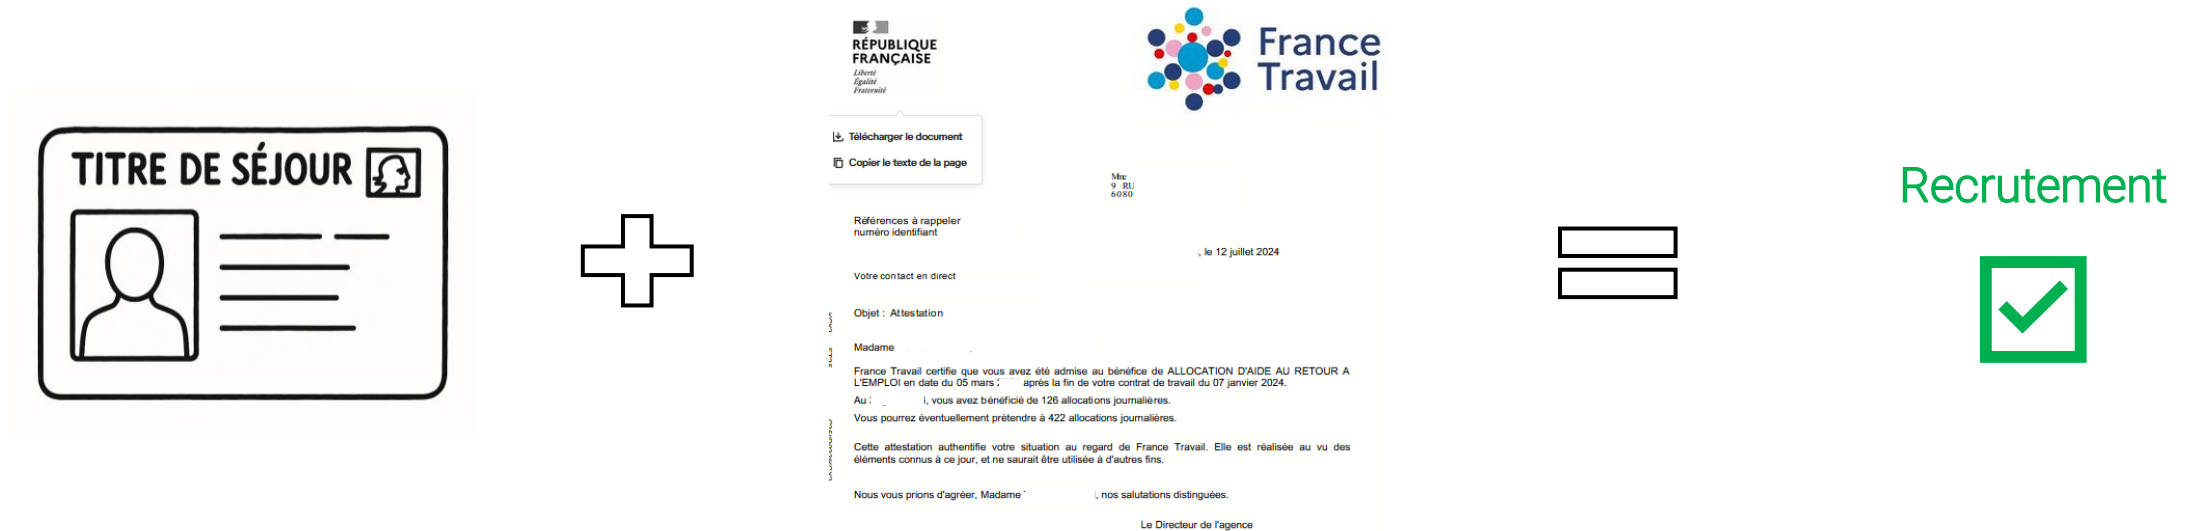 TITRE DE SÉJOUR
RÉPUBLIQUE
FRANÇAISE
Liberté
Égalité
Fraternité
France
Travail
Télécharger le document
Copier le texte de la page
Mme
9 RU
6080
Références à rappeler
numéro identifiant
, le 12 juillet 2024
Votre contact en direct
Objet : Attestation
Madame
France Travail certifie que vous avez été admise au bénéfice de ALLOCATION D'AIDE AU RETOUR A
L'EMPLOI en date du 05 mars après la fin de votre contrat de travail du 07 janvier 2024.
Au , vous avez bénéficié de 126 allocations journalières.
Vous pourrez éventuellement prétendre à 422 allocations journalières.
Cette attestation authentifie votre situation au regard de France Travail. Elle est réalisée au vu des
éléments connus à ce jour, et ne saurait être utilisée à d'autres fins.
Nous vous prions d'agréer, Madame , nos salutations distinguées.
Le Directeur de l'agence
Recrutement